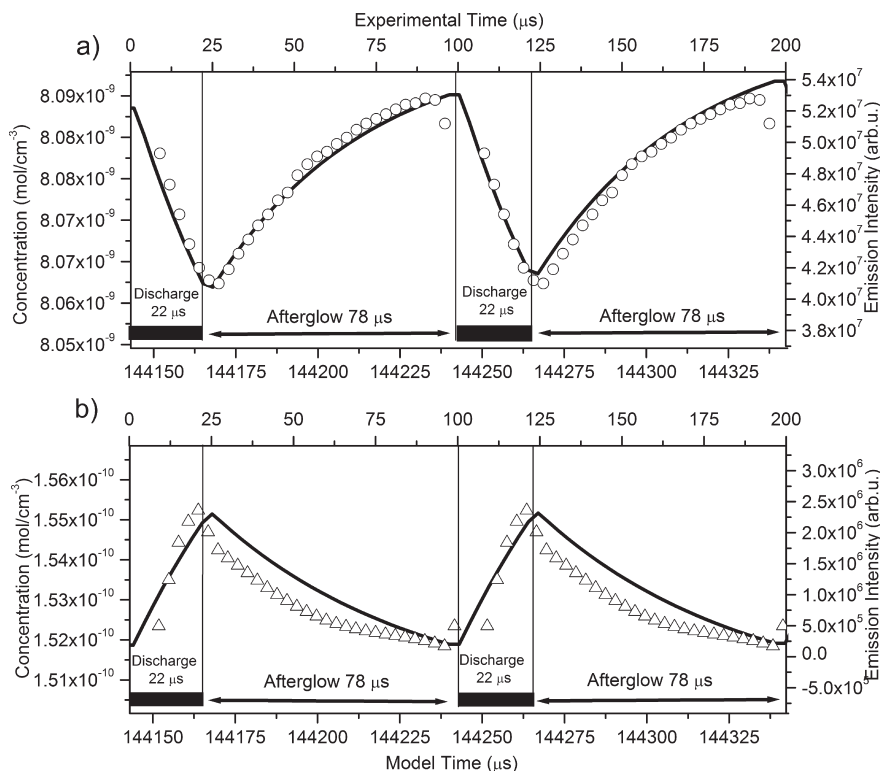 Experimental Time (μs)
a)
0 25 50 75 100 125 150 175 200
Concentration (mol/cm⁻³)
8.09x10⁻⁹
8.08x10⁻⁹
8.08x10⁻⁹
8.07x10⁻⁹
8.07x10⁻⁹
8.06x10⁻⁹
8.05x10⁻⁹
5.4x10⁷
5.2x10⁷
5.0x10⁷
4.8x10⁷
4.6x10⁷
4.4x10⁷
4.2x10⁷
4.0x10⁷
3.8x10⁷
Emission Intensity (arb.u.)
Discharge
22 μs
Afterglow 78 μs
Discharge
22 μs
Afterglow 78 μs
144150 144175 144200 144250 144275 144300 144325
b)
0 25 50 75 100 125 150 175 200
Concentration (mol/cm⁻³)
1.56x10⁻¹⁰
1.55x10⁻¹⁰
1.54x10⁻¹⁰
1.53x10⁻¹⁰
1.52x10⁻¹⁰
1.51x10⁻¹⁰
3.0x10⁶
2.5x10⁶
2.0x10⁶
1.5x10⁶
1.0x10⁶
5.0x10⁵
0.0
-5.0x10⁵
Emission Intensity (arb.u.)
Discharge
22 μs
Afterglow 78 μs
Discharge
22 μs
Afterglow 78 μs
144150 144175 144200 144225 144250 144275 144300 144325
Model Time (μs)